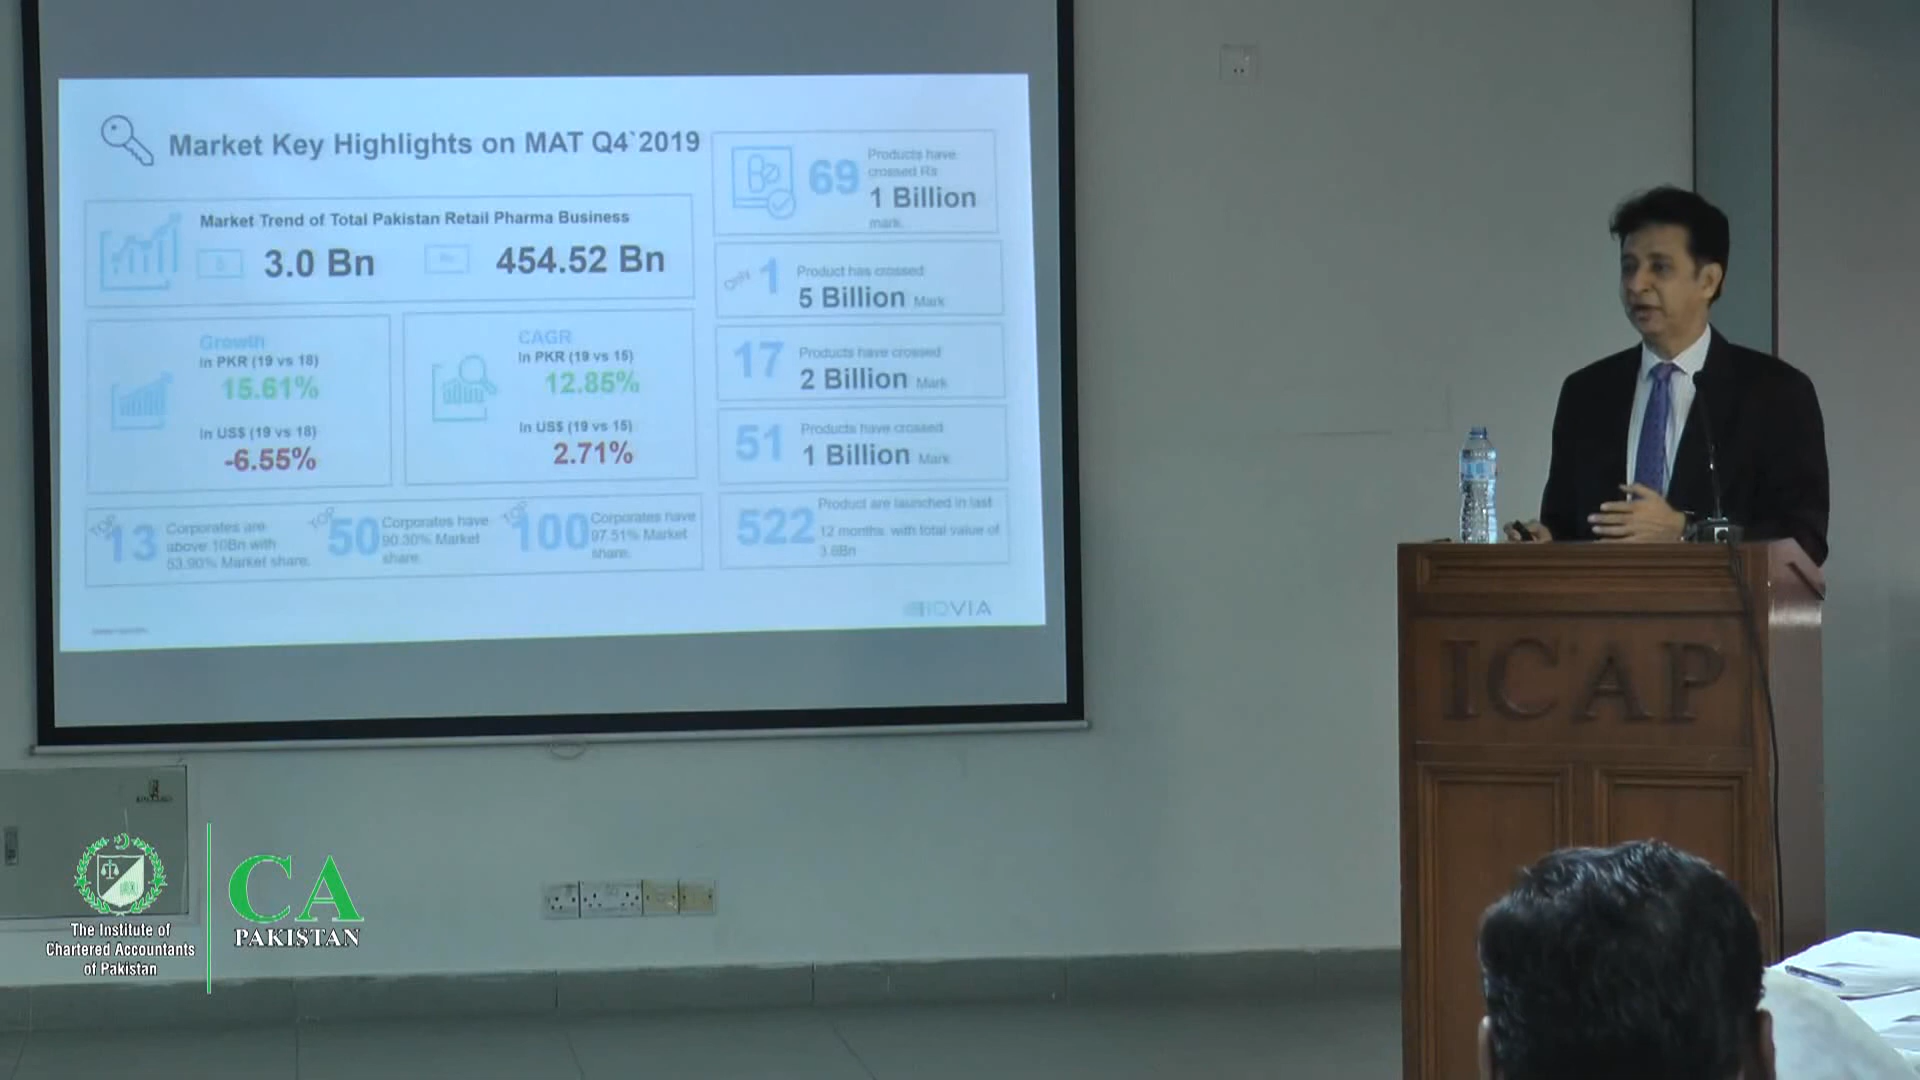 Market Key Highlights on MAT Q4`2019
Market Trend of Total Pakistan Retail Pharma Business
3.0 Bn
454.52 Bn
Growth
In PKR (19 vs 18)
15.61%
In US$ (19 vs 18)
-6.55%
CAGR
In PKR (19 vs 15)
12.85%
In US$ (19 vs 15)
2.71%
TOP
13
Corporates are
above 10Bn with
53.90% Market share.
TOP
50
Corporates have
90.30% Market
share.
TOP
100
Corporates have
97.51% Market
share.
69
Products have
crossed Rs
1 Billion
mark.
Only
1
Product has crossed
5 Billion Mark
17
Products have crossed
2 Billion Mark
51
Products have crossed
1 Billion Mark
522
Product are launched in last
12 months. with total value of
3.6Bn
IQVIA
ICAP
The Institute of
Chartered Accountants
of Pakistan
CA
PAKISTAN